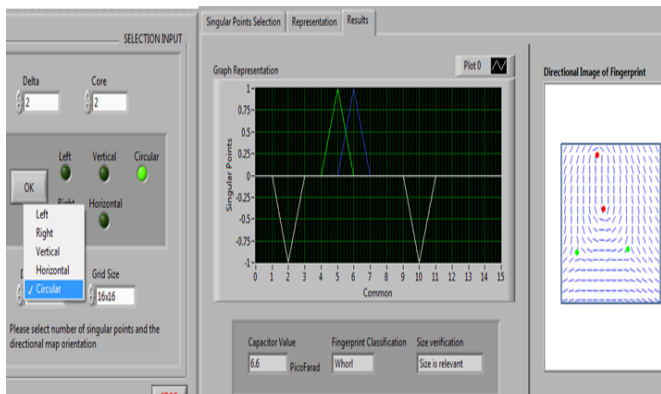 SELECTION INPUT
Delta
Core
2
2
Left
Vertical
Circular
OK
Horizontal
Left
Right
Vertical
Horizontal
✓ Circular
Grid Size
16x16
Please select number of singular points and the
directional map orientation
Singular Points Selection
Representation
Results
Graph Representation
Plot 0
Singular Points
1
0.75
0.5
0.25
0
-0.25
-0.5
-0.75
-1
0 1 2 3 4 5 6 7 8 9 10 11 12 13 14 15
Common
Capacitor Value
Fingerprint Classification
Size verification
6.6
PicoFarad
Whorl
Size is relevant
Directional Image of Fingerprint